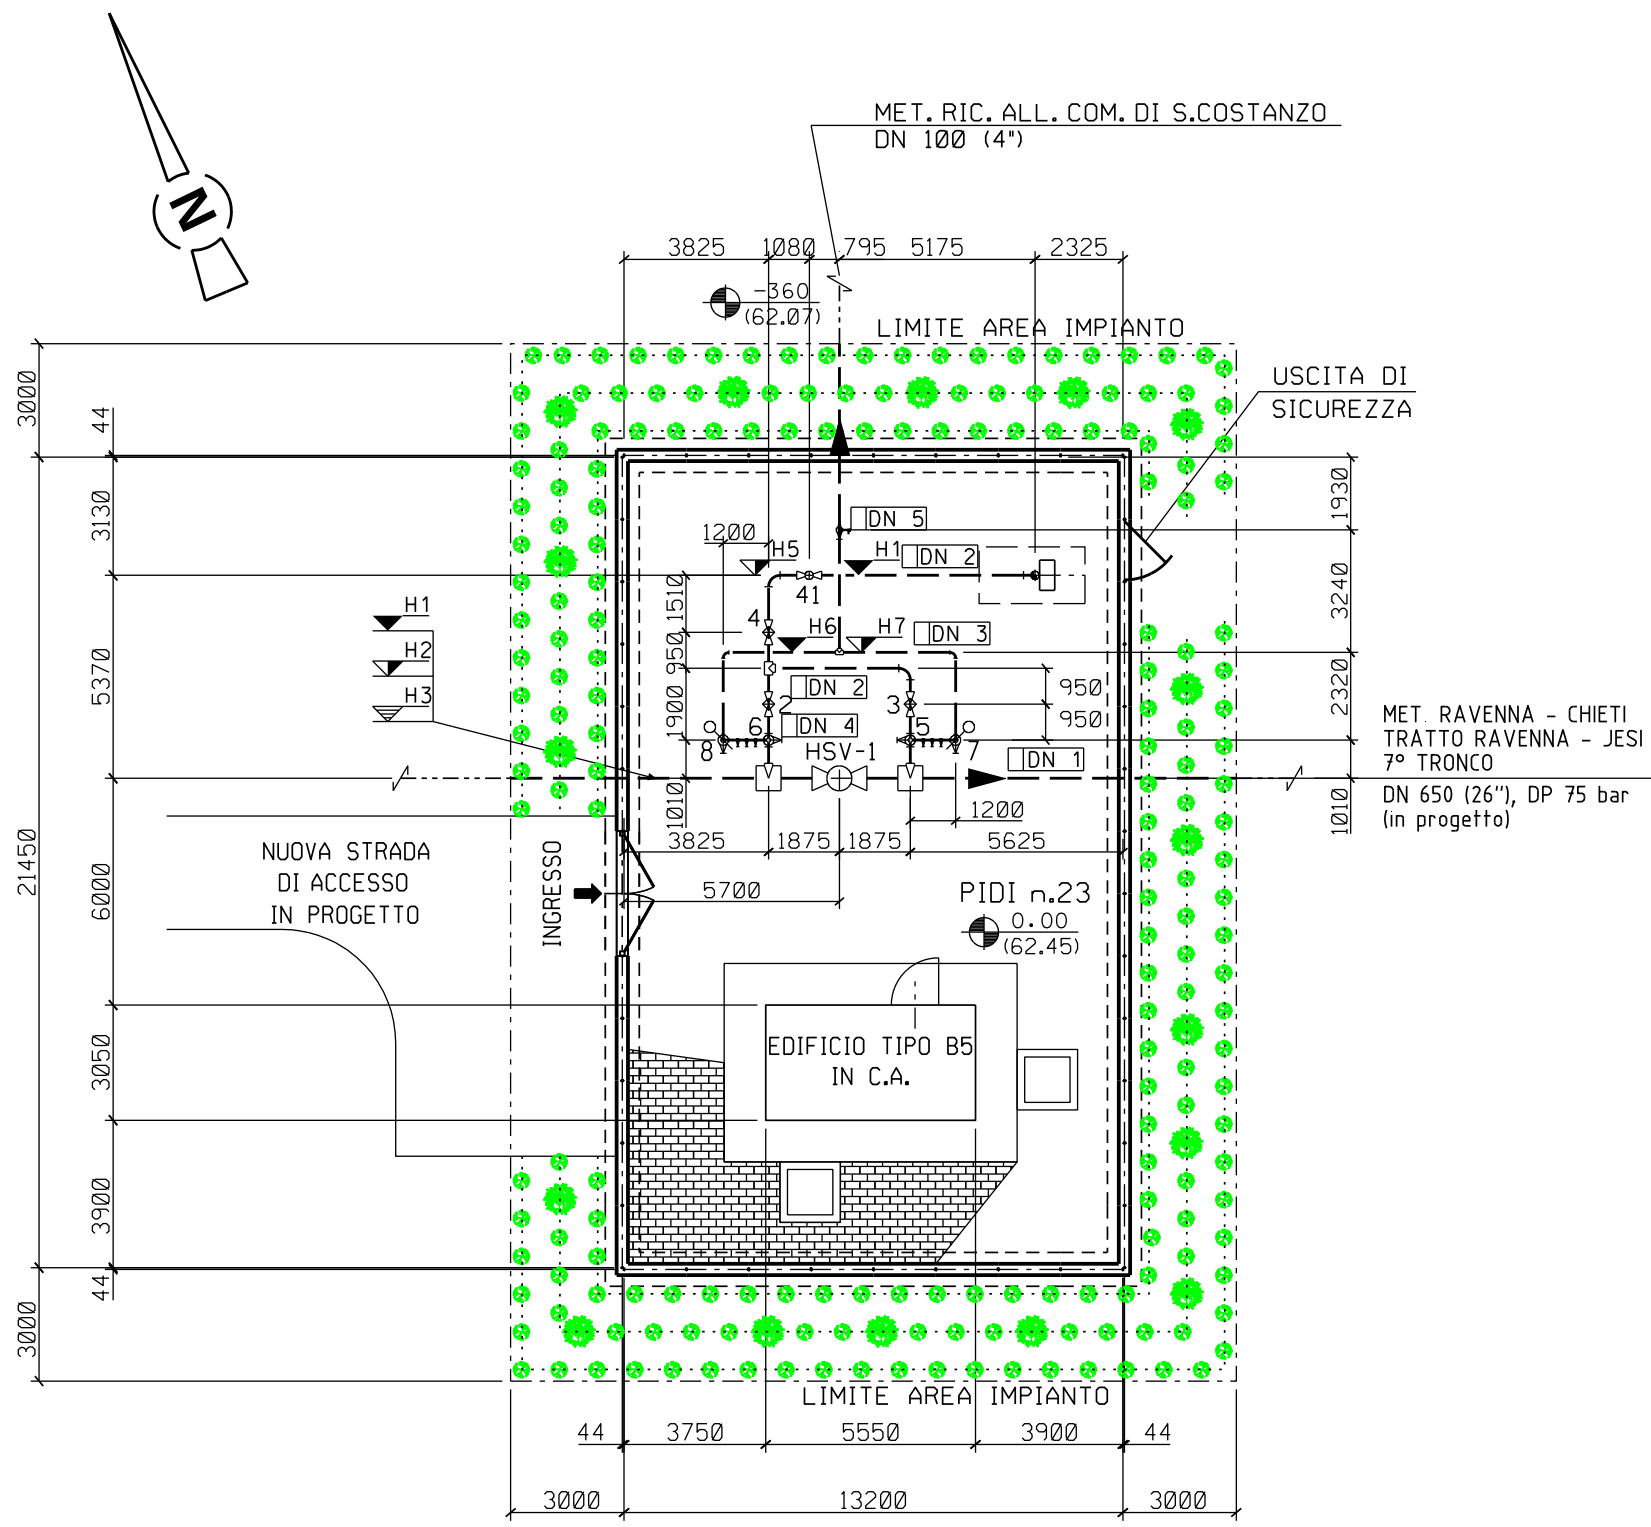 N
MET. RIC. ALL. COM. DI S.COSTANZO
DN 100 (4")
3825
1080
795
5175
2325
-360
(62.07)
LIMITE AREA IMPIANTO
USCITA DI
SICUREZZA
3000
44
3130
5370
21450
6000
3050
3900
44
3000
H1
H2
H3
1200
H5
H1
DN 5
DN 2
41
1510
4
H6
H7
DN 3
950
1900
DN 2
2
3
950
950
6
DN 4
5
8
HSV-1
7
DN 1
1010
1200
3825
1875
1875
5625
5700
1930
3240
2320
1010
MET. RAVENNA - CHIETI
TRATTO RAVENNA - JESI
7° TRONCO
DN 650 (26"), DP 75 bar
(in progetto)
NUOVA STRADA
DI ACCESSO
IN PROGETTO
INGRESSO
PIDI n.23
0.00
(62.45)
EDIFICIO TIPO B5
IN C.A.
LIMITE AREA IMPIANTO
44
3750
5550
3900
44
3000
13200
3000